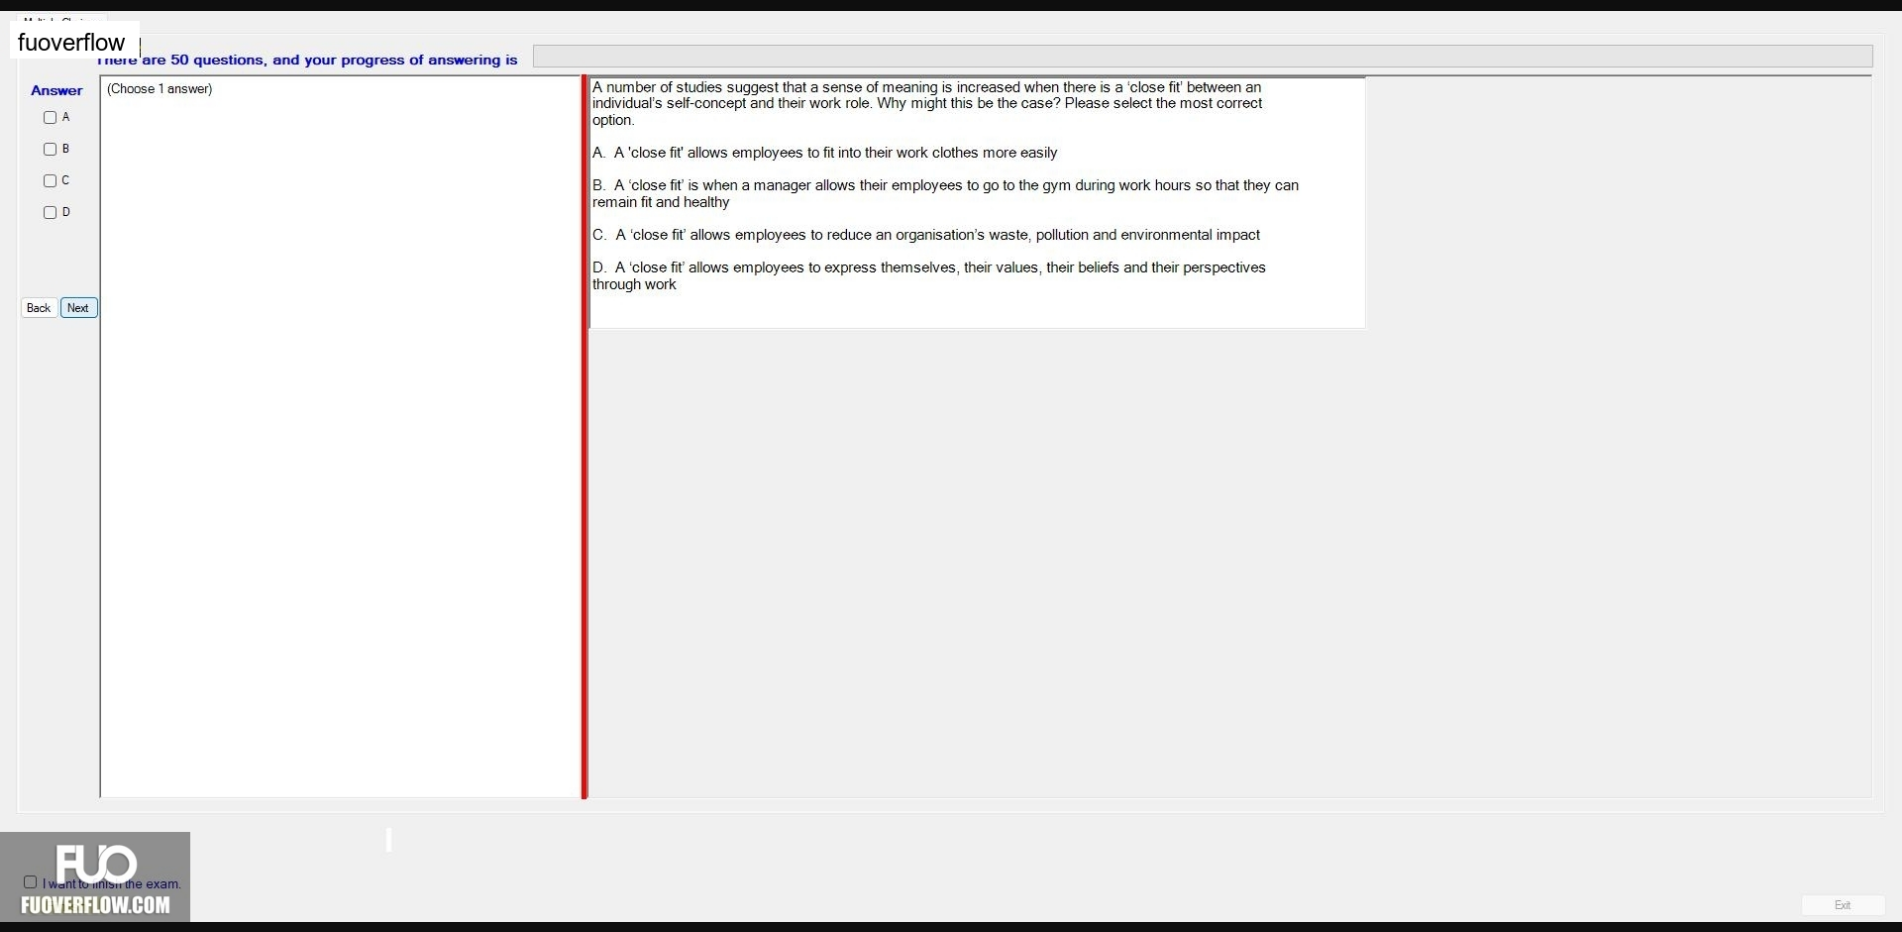 fuoverflow
There are 50 questions, and your progress of answering is
Answer
(Choose 1 answer)
A
B
C
D
Back
Next
A number of studies suggest that a sense of meaning is increased when there is a 'close fit' between an
individual's self-concept and their work role. Why might this be the case? Please select the most correct
option.
A. A 'close fit' allows employees to fit into their work clothes more easily
B. A 'close fit' is when a manager allows their employees to go to the gym during work hours so that they can
remain fit and healthy
C. A 'close fit' allows employees to reduce an organisation's waste, pollution and environmental impact
D. A 'close fit' allows employees to express themselves, their values, their beliefs and their perspectives
through work
FUO
I want to finish the exam.
FUOVERFLOW.COM
Exit